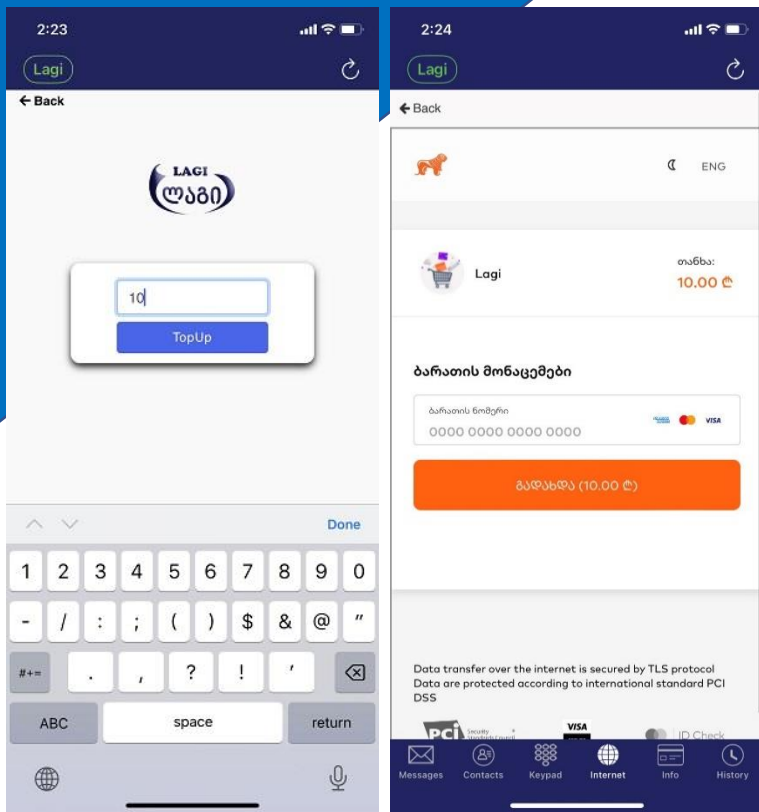 2:23
Lagi
← Back
LAGI
ლაგი
10
TopUp
Done
1 2 3 4 5 6 7 8 9 0
- / : ; ( ) $ & @ "
#+= . , ? ! '
ABC space return
2:24
Lagi
← Back
ENG
Lagi
თანხა:
10.00 ₾
ბარათის მონაცემები
ბარათის ნომერი
0000 0000 0000 0000
VISA
გადახდა (10.00 ₾)
Data transfer over the internet is secured by TLS protocol
Data are protected according to international standard PCI
DSS
PCI Security
Standards Council
VISA
ID Check
Messages Contacts Keypad Internet Info History